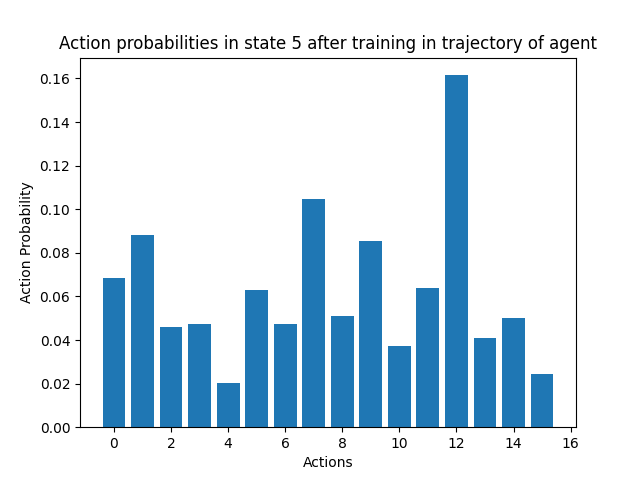 Action probabilities in state 5 after training in trajectory of agent
0.16
0.14
0.12
0.10
0.08
0.06
0.04
0.02
0.00
Action Probability
0 2 4 6 8 10 12 14 16
Actions